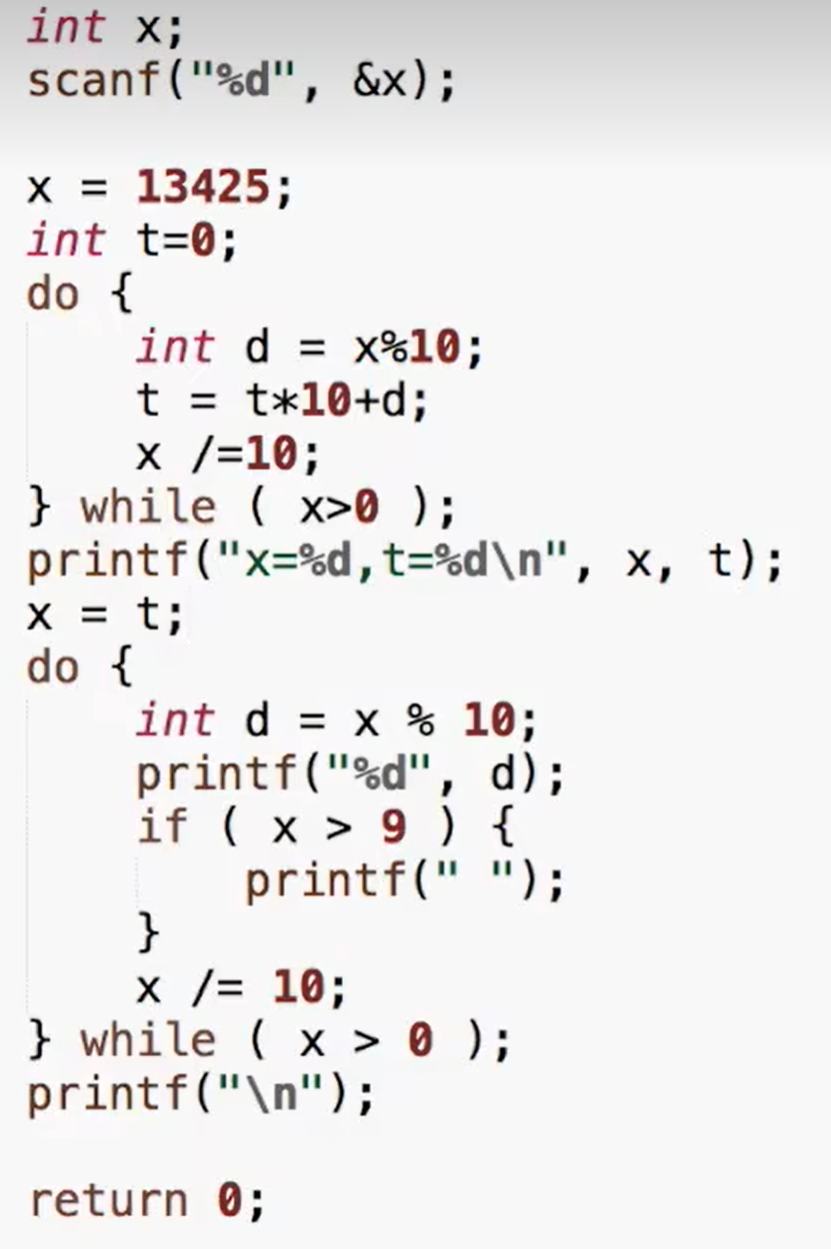 int x;
scanf("%d", &x);
x = 13425;
int t=0;
do {
int d = x%10;
t = t*10+d;
x /=10;
} while ( x>0 );
printf("x=%d,t=%d\n", x, t);
x = t;
do {
int d = x % 10;
printf("%d", d);
if ( x > 9 ) {
printf(" ");
}
x /= 10;
} while ( x > 0 );
printf("\n");
return 0;